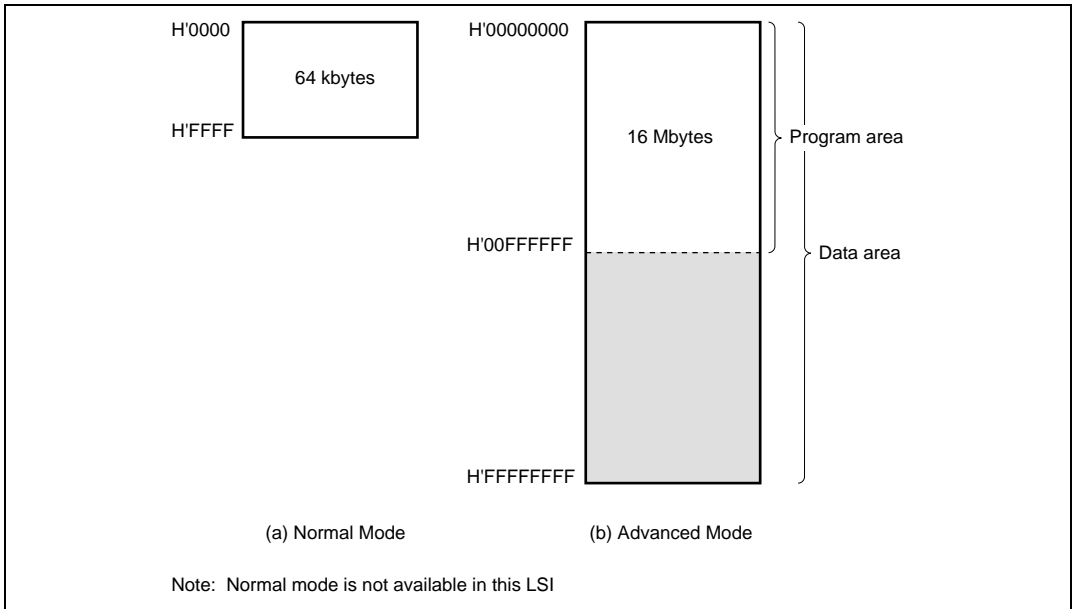 H'0000
64 kbytes
H'FFFF
H'00000000
16 Mbytes
Program area
H'00FFFFFF
Data area
H'FFFFFFFF
(a) Normal Mode
(b) Advanced Mode
Note: Normal mode is not available in this LSI